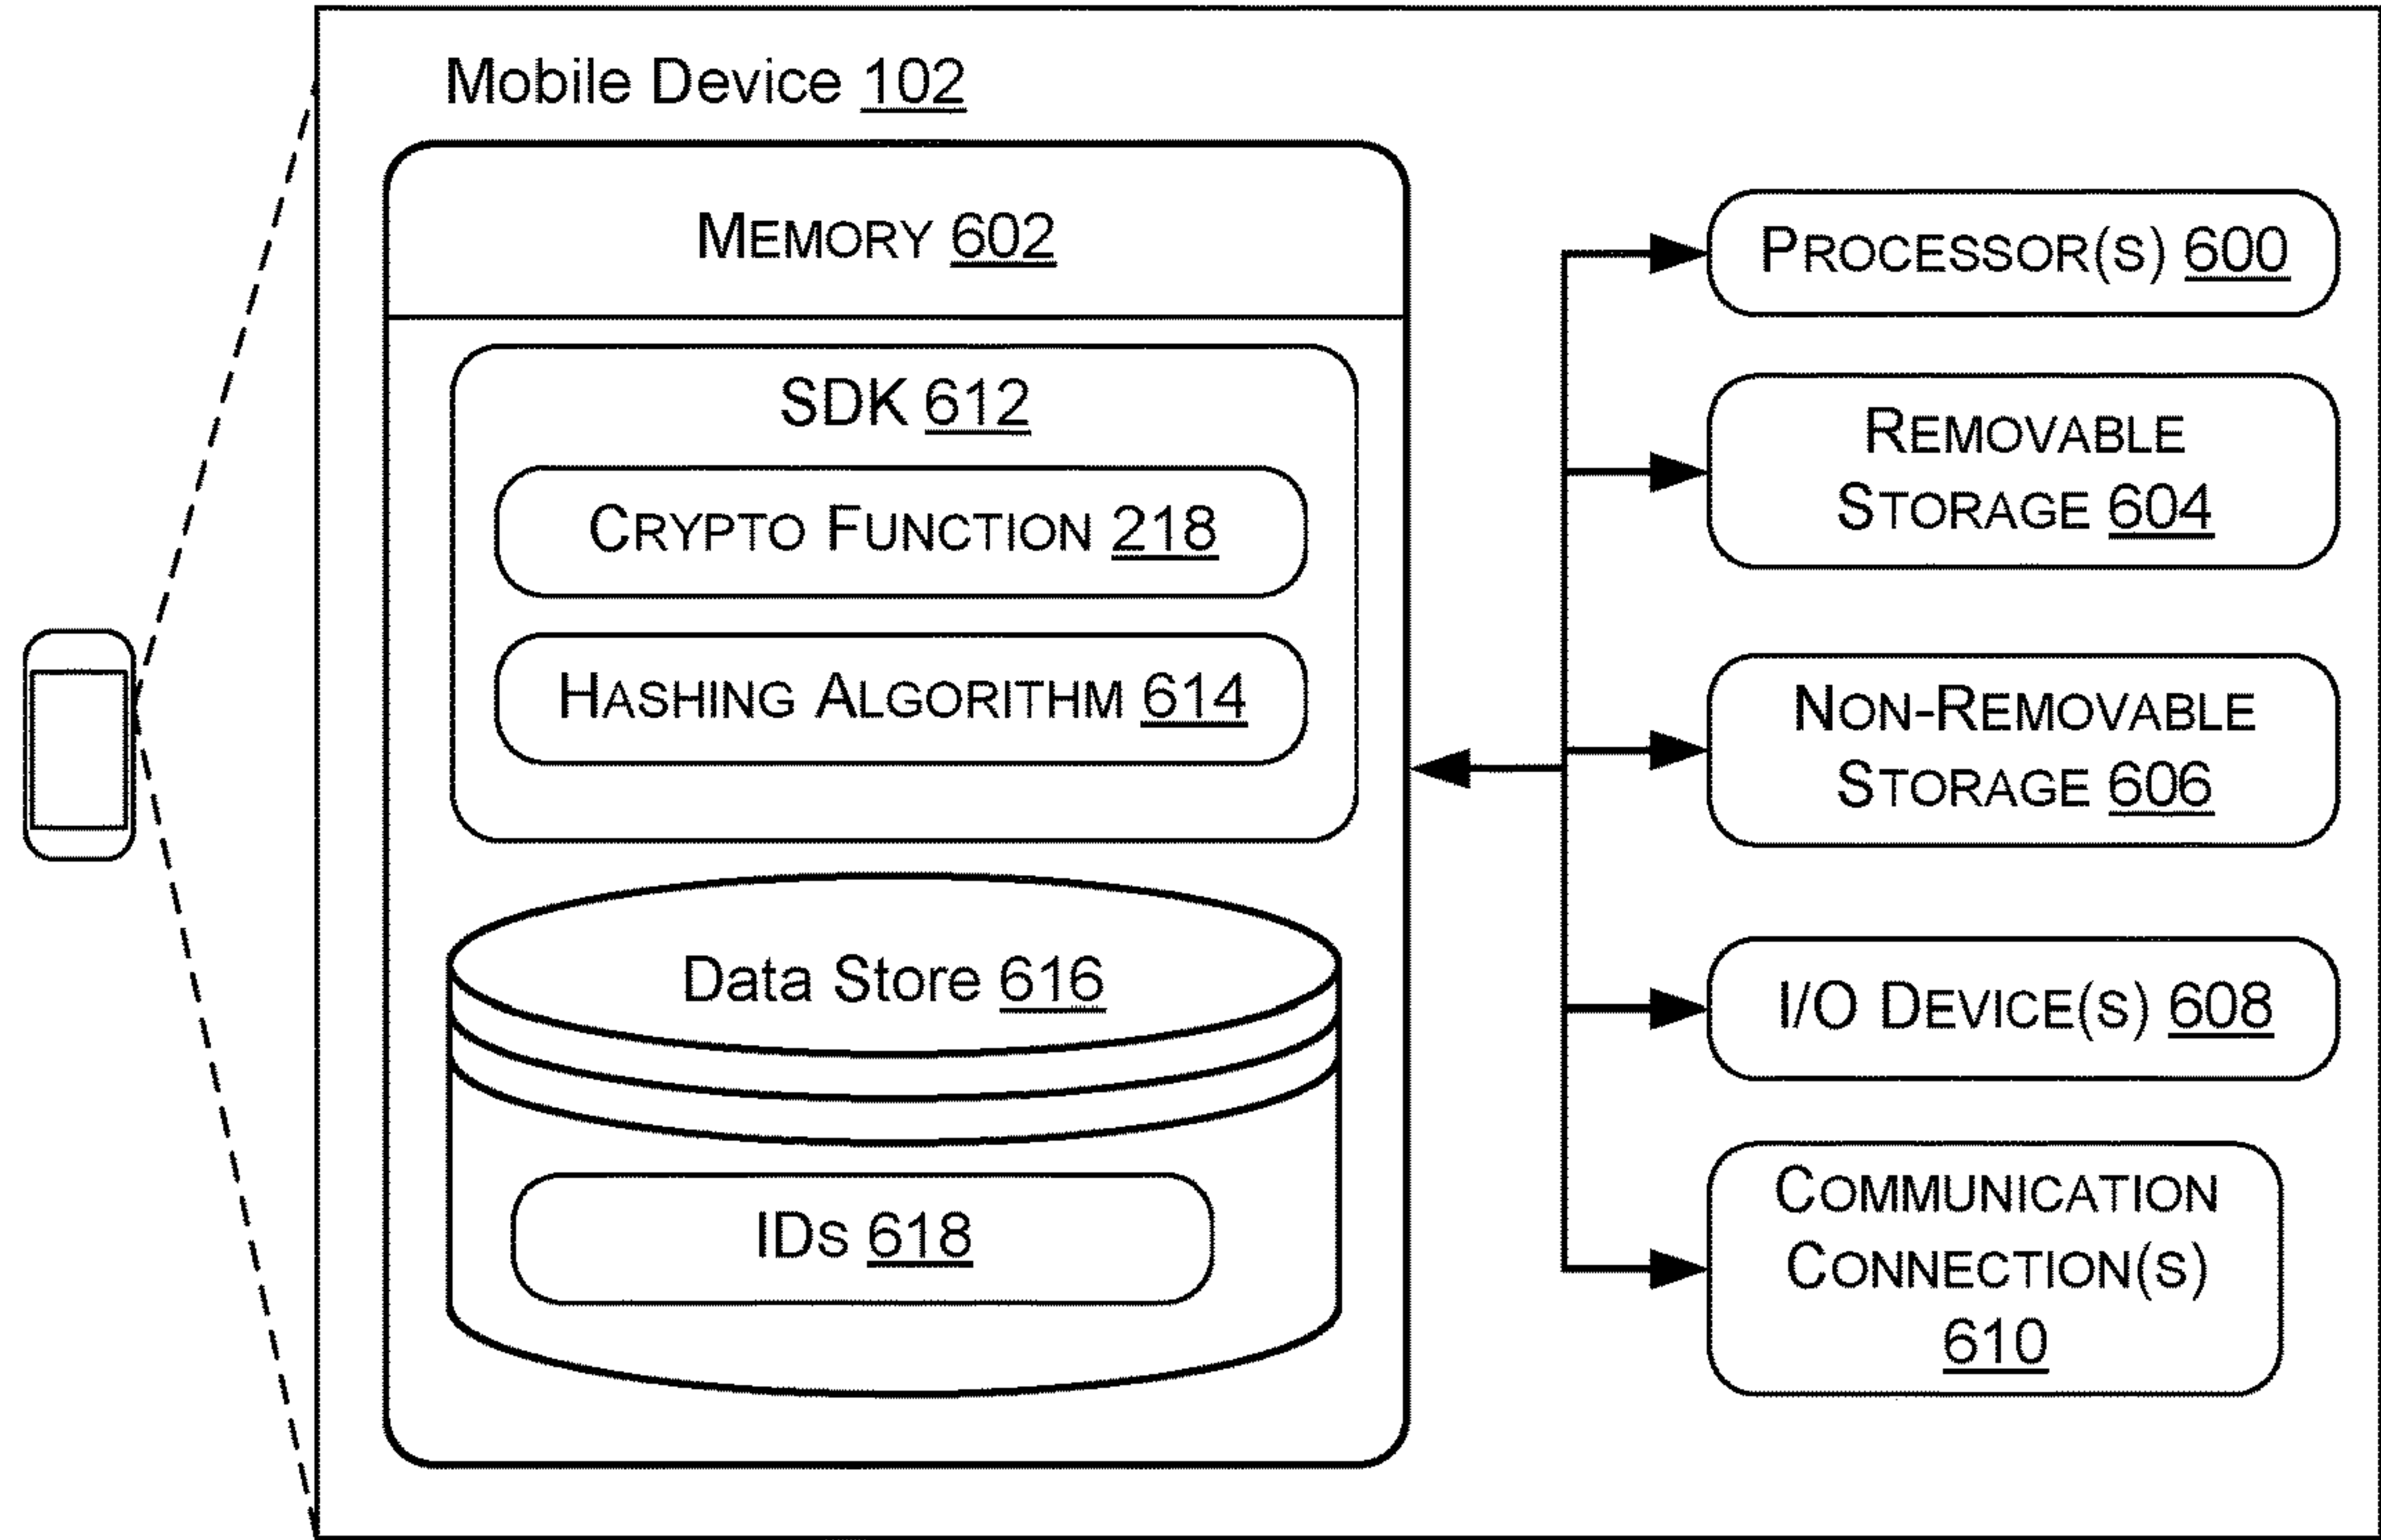 Mobile Device 102
MEMORY 602
SDK 612
CRYPTO FUNCTION 218
HASHING ALGORITHM 614
Data Store 616
IDS 618
PROCESSOR(S) 600
REMOVABLE
STORAGE 604
NON-REMOVABLE
STORAGE 606
I/O DEVICE(S) 608
COMMUNICATION
CONNECTION(S)
610